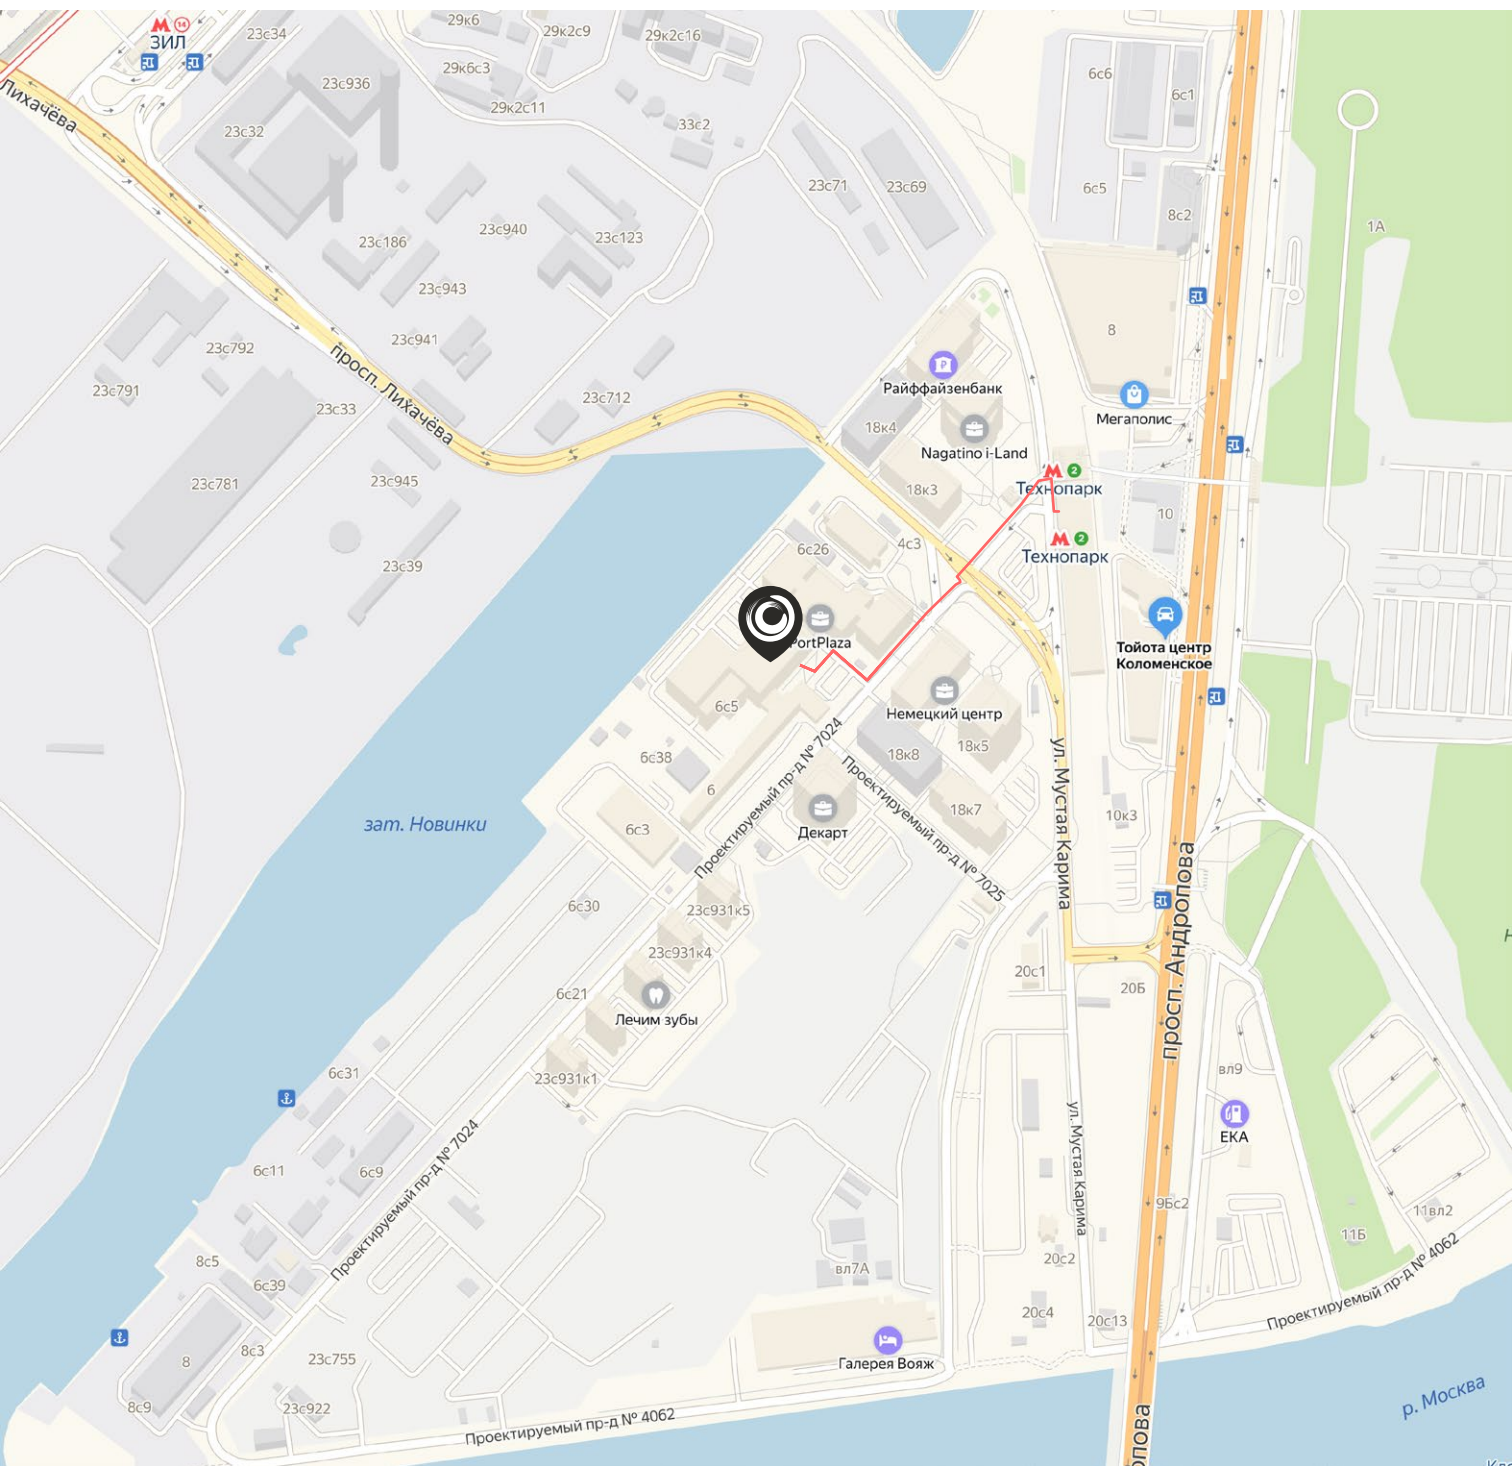 14
ЗИЛ
23с34
29к6
29к2с9
29к2с16
29к6с3
29к2с11
23с936
23с32
33с2
6с6
6с1
Лихачёва
23с71
23с69
6с5
8с2
1А
23с186
23с940
23с123
23с943
8
23с941
23с792
просп. Лихачёва
23с791
23с33
23с712
Райффайзенбанк
Мегаполис
18к4
Nagatino i-Land
2
Технопарк
18к3
10
23с781
23с945
6с26
4с3
2
Технопарк
23с39
PortPlaza
Тойота центр
Коломенское
6с5
Немецкий центр
18к5
18к8
6с38
6
Проектируемый пр-д № 7024
Проектируемый пр-д № 7025
ул. Мустая Карима
18к7
10к3
зат. Новинки
6с3
Декарт
просп. Андропова
6с30
23с931к5
23с931к4
20с1
20Б
6с21
Лечим зубы
23с931к1
6с31
вл9
ЕКА
ул. Мустая Карима
Проектируемый пр-д № 7024
6с11
6с9
9Бс2
11вл2
11Б
Проектируемый пр-д № 4062
8с5
6с39
вл7А
20с2
20с4
20с13
8
8с3
23с755
Галерея Вояж
8с9
23с922
Проектируемый пр-д № 4062
р. Москва
опова